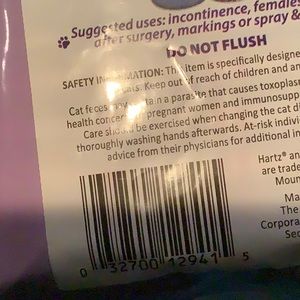 Suggested uses: incontinence, females
after surgery, markings or spray &
DO NOT FLUSH
SAFETY INFORMATION: This item is specifically designe
Keep out of reach of children and an
Cat feces may contain a parasite that causes toxoplas
health concern pregnant women and immunosupp
Care should be exercised when changing the cat di
thoroughly washing hands afterwards. At-risk individ
advice from their physicians for additional in
Hartz an
are trade
Moun
Ma
The
Corpora
Sec
0 32700 12941 5